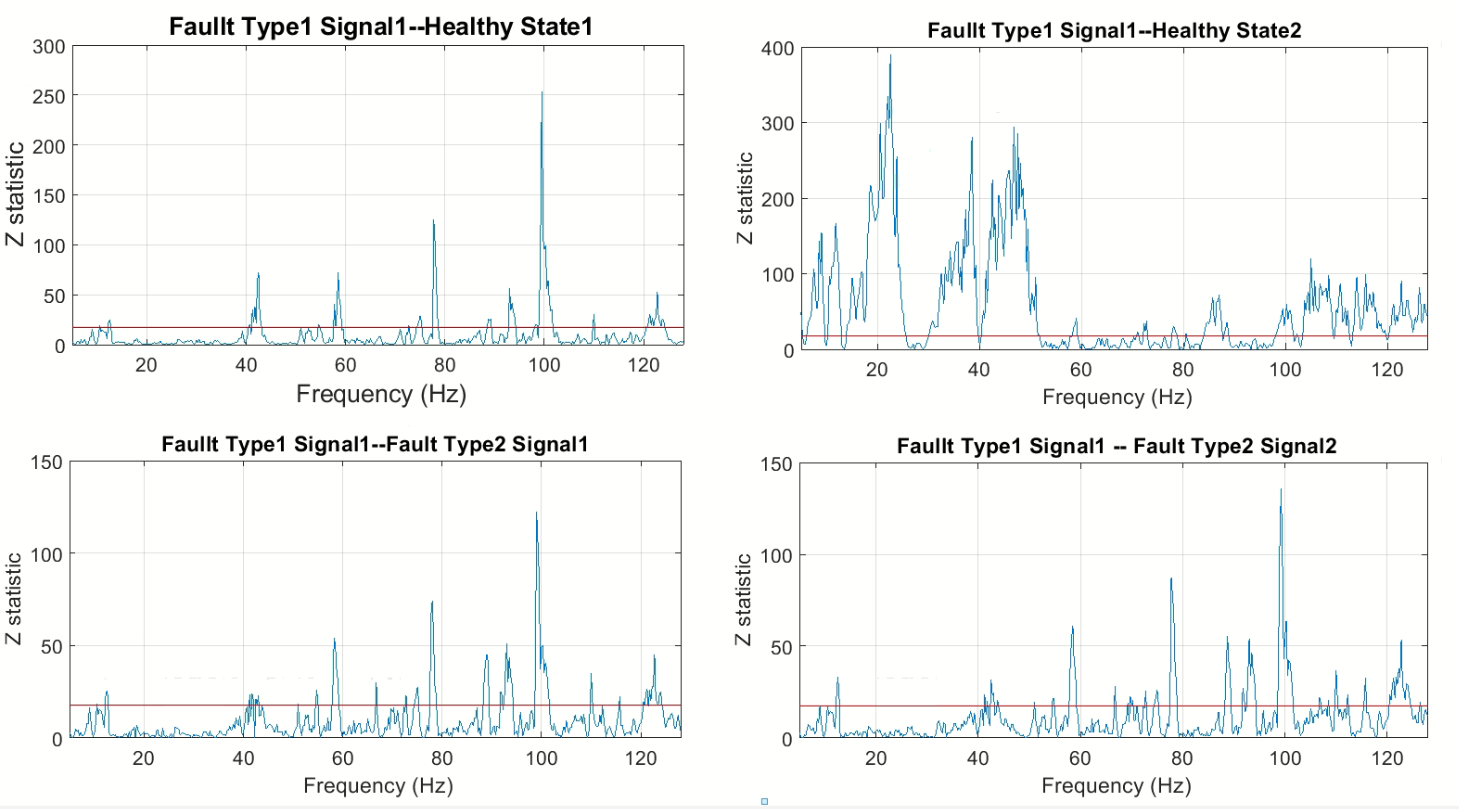 Faullt Type1 Signal1--Healthy State1
300
250
200
150
100
50
0
Z statistic
20 40 60 80 100 120
Frequency (Hz)
Faullt Type1 Signal1--Healthy State2
400
300
200
100
0
Z statistic
20 40 60 80 100 120
Frequency (Hz)
Faullt Type1 Signal1--Fault Type2 Signal1
150
100
50
0
Z statistic
20 40 60 80 100 120
Frequency (Hz)
Faullt Type1 Signal1 -- Fault Type2 Signal2
150
100
50
0
Z statistic
20 40 60 80 100 120
Frequency (Hz)